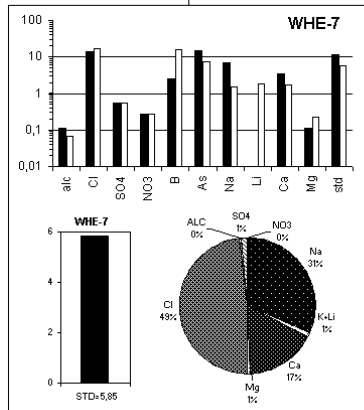 WHE-7
100
10
1
0,1
0,01
alc
Cl
SO4
NO3
B
As
Na
Li
Ca
Mg
std
WHE-7
6
4
2
0
STD=5,85
ALC
0%
SO4
1%
NO3
0%
Na
31%
K+Li
1%
Ca
17%
Mg
1%
Cl
49%